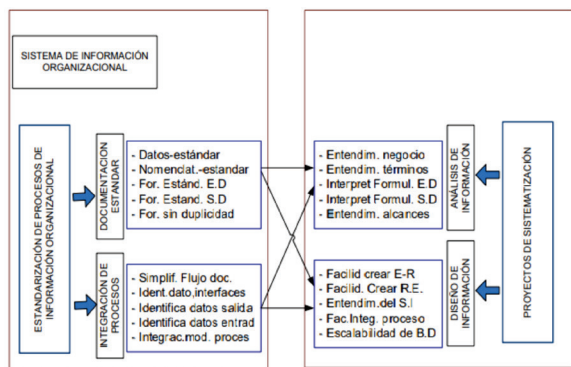 SISTEMA DE INFORMACIÓN
ORGANIZACIONAL
ESTANDARIZACIÓN DE PROCESOS DE
INFORMACIÓN ORGANIZACIONAL
DOCUMENTACION
ESTANDAR
- Datos-estándar
- Nomenclat.-estandar
- For. Estánd. E.D
- For. Estand. S.D
- For. sin duplicidad
INTEGRACIÓN DE
PROCESOS
- Simplif. Flujo doc.
- Ident.dato,interfaces
- Identifica datos salida
- Identifica datos entrad
- Integrac.mod. proces
- Entendim. negocio
- Entendim. términos
- Interpret Formul. E.D
- Interpret Formul. S.D
- Entendim. alcances
ANÁLISIS DE
INFORMACIÓN
- Facilid crear E-R
- Facilid. Crear R.E.
- Entendim.del S.I
- Fac.Integ. proceso
- Escalabilidad de B.D
DISEÑO DE
INFORMACIÓN
PROYECTOS DE SISTEMATIZACIÓN